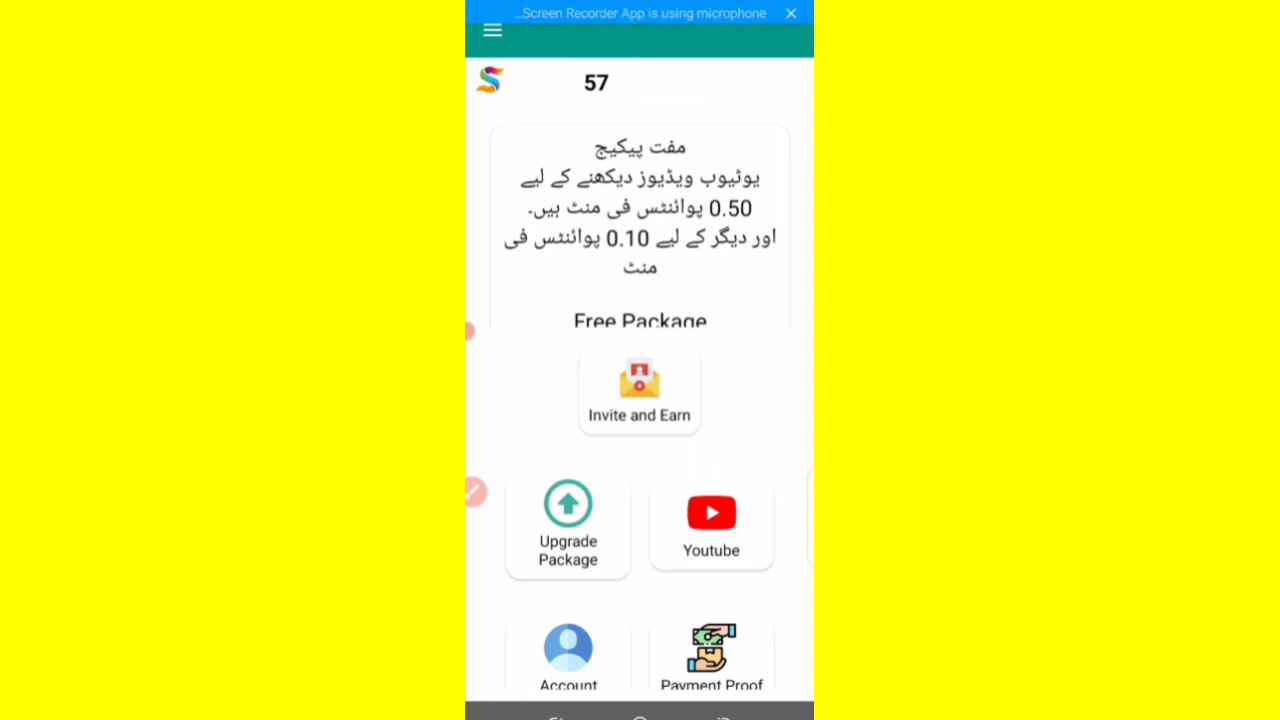 ...Screen Recorder App is using microphone
57
مفت پیکیج
یوٹیوب ویڈیوز دیکھنے کے لیے
0.50 پوائنٹس فی منٹ ہیں۔
اور دیگر کے لیے 0.10 پوائنٹس فی
منٹ
Free Package
Invite and Earn
Upgrade
Package
Youtube
Account
Payment Proof